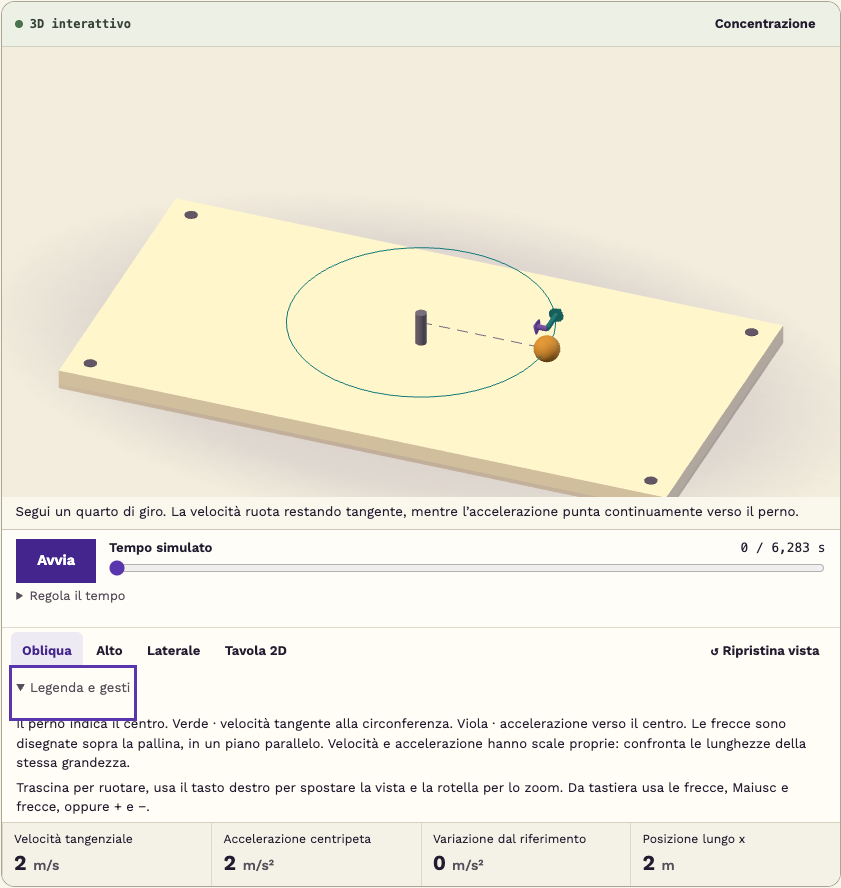 3D interattivo
Concentrazione
Segui un quarto di giro. La velocità ruota restando tangente, mentre l’accelerazione punta continuamente verso il perno.
Avvia
Tempo simulato
0 / 6,283 s
▶ Regola il tempo
Obliqua
Alto
Laterale
Tavola 2D
↺ Ripristina vista
▼ Legenda e gesti
Il perno indica il centro. Verde · velocità tangente alla circonferenza. Viola · accelerazione verso il centro. Le frecce sono
disegnate sopra la pallina, in un piano parallelo. Velocità e accelerazione hanno scale proprie: confronta le lunghezze della
stessa grandezza.
Trascina per ruotare, usa il tasto destro per spostare la vista e la rotella per lo zoom. Da tastiera usa le frecce, Maiusc e
frecce, oppure + e −.
Velocità tangenziale
2 m/s
Accelerazione centripeta
2 m/s²
Variazione dal riferimento
0 m/s²
Posizione lungo x
2 m